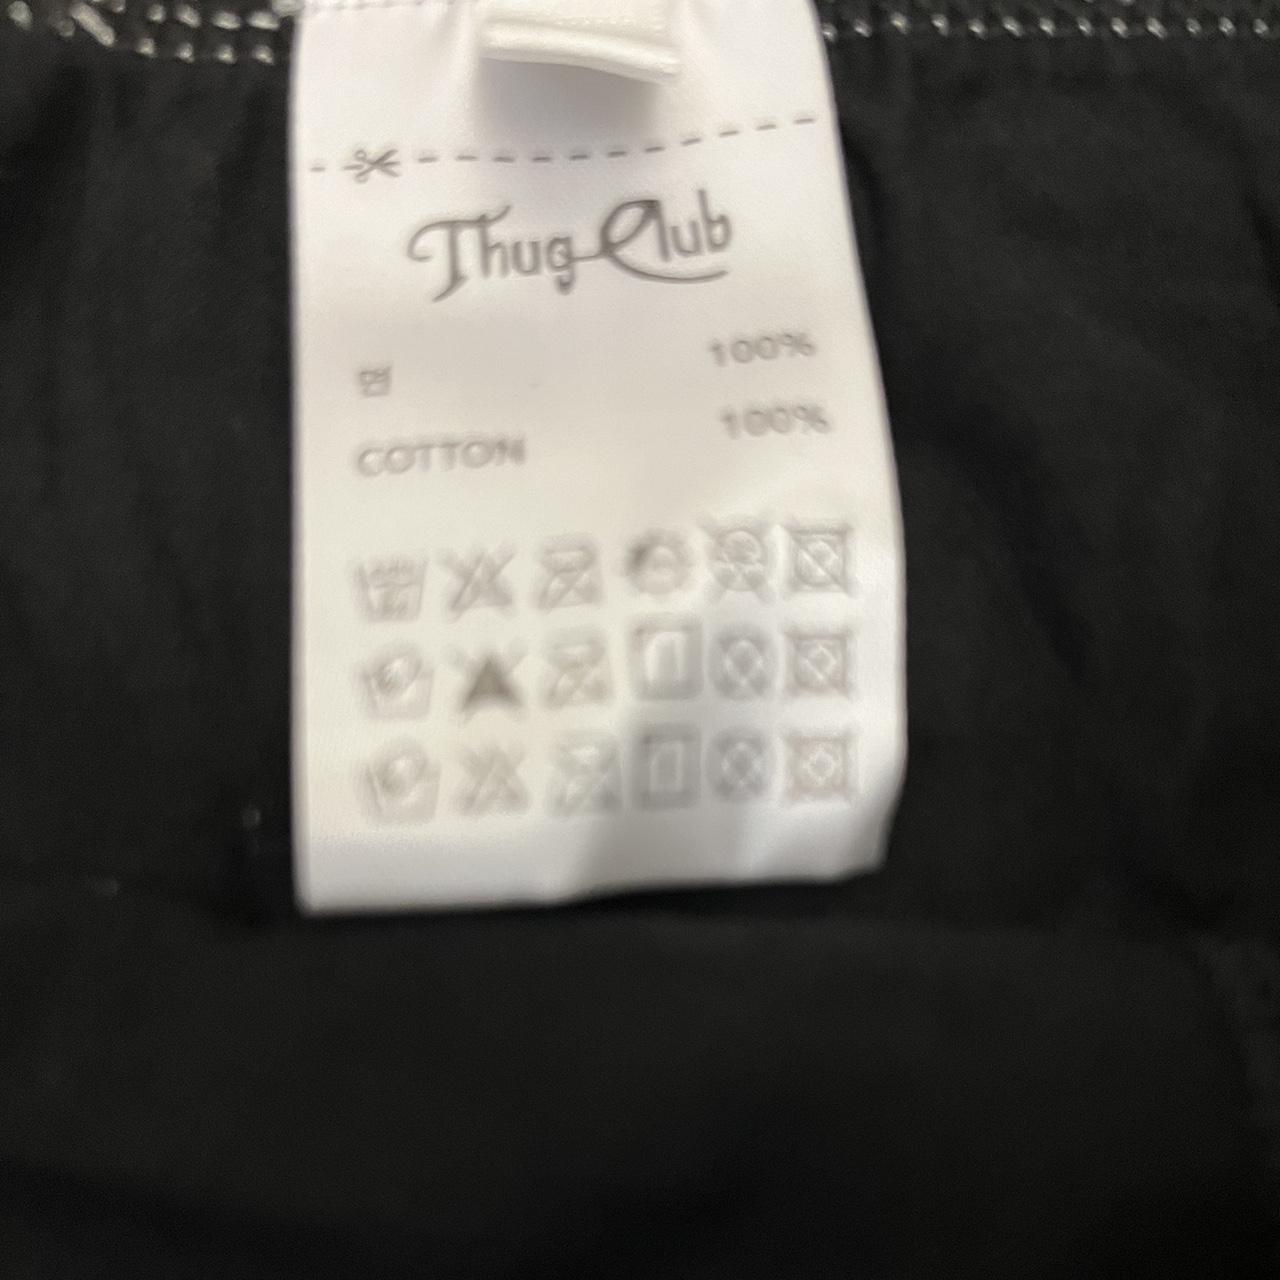 Thug Club
면 100%
COTTON 100%